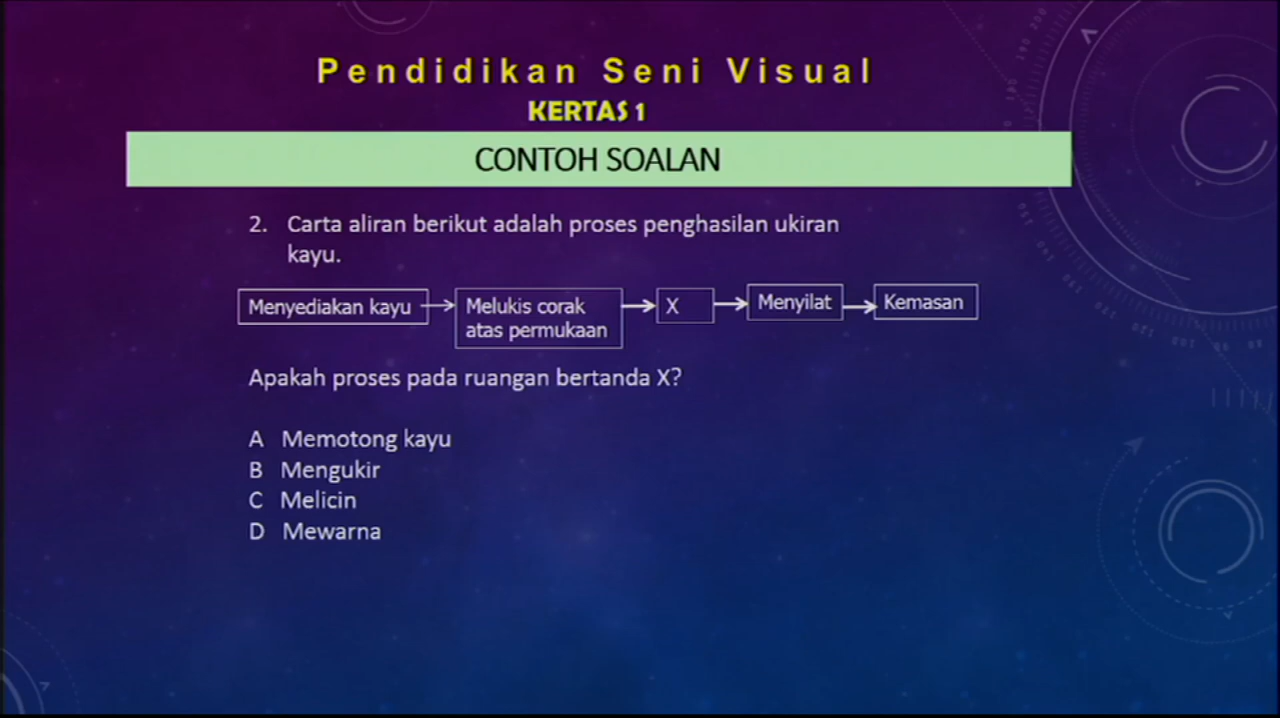 Pendidikan Seni Visual
KERTAS 1
CONTOH SOALAN
2. Carta aliran berikut adalah proses penghasilan ukiran
kayu.
Menyediakan kayu
Melukis corak
atas permukaan
X
Menyilat
Kemasan
Apakah proses pada ruangan bertanda X?
A Memotong kayu
B Mengukir
C Melicin
D Mewarna